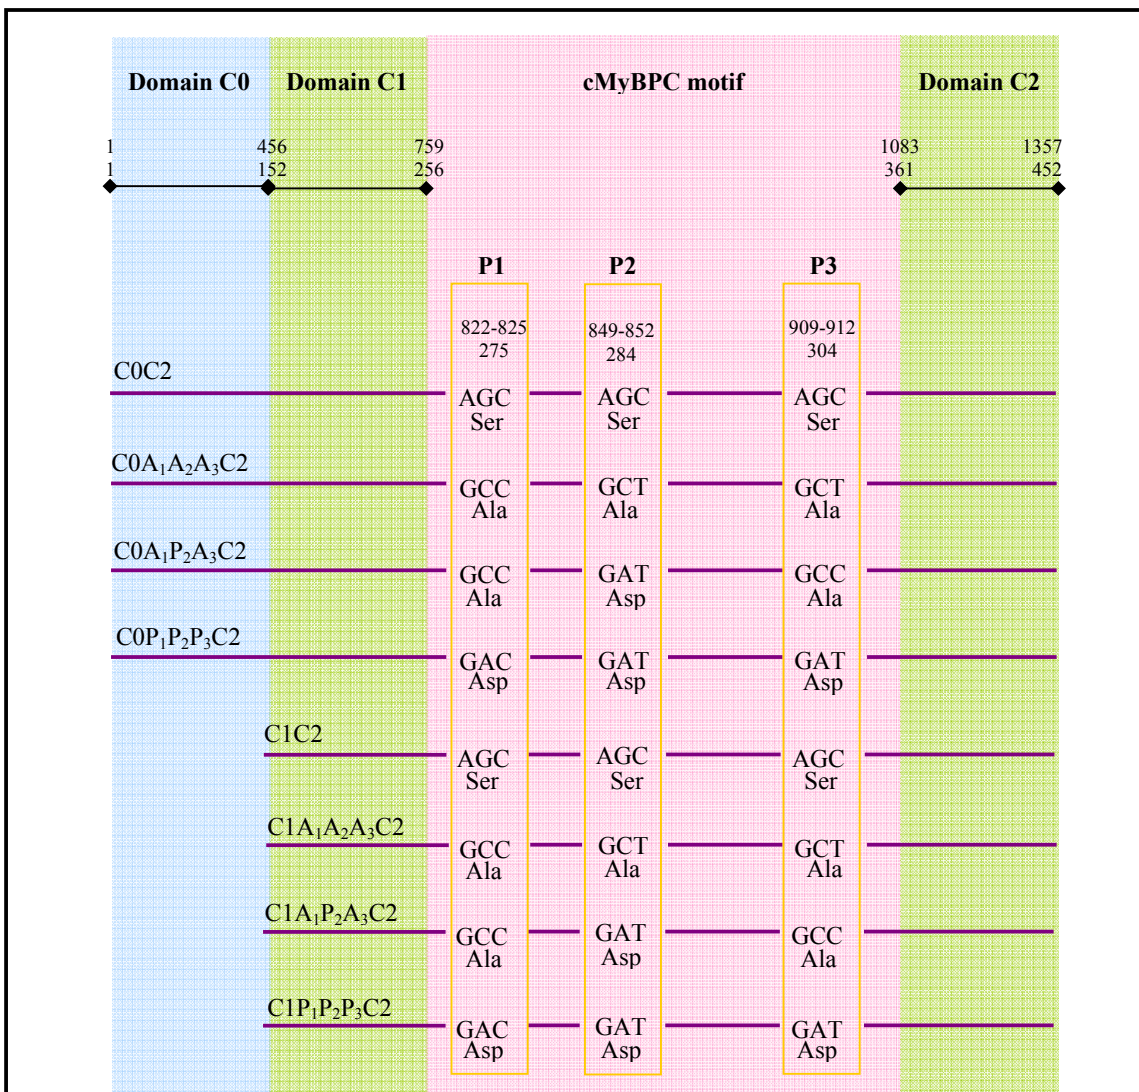 Domain C0 Domain C1 cMyBPC motif Domain C2
1 456 759 1083 1357
1 152 256 361 452
P1 P2 P3
822-825 849-852 909-912
275 284 304
C0C2
AGC AGC AGC
Ser Ser Ser
C0A₁A₂A₃C2
GCC GCT GCT
Ala Ala Ala
C0A₁P₂A₃C2
GCC GAT GCC
Ala Asp Ala
C0P₁P₂P₃C2
GAC GAT GAT
Asp Asp Asp
C1C2
AGC AGC AGC
Ser Ser Ser
C1A₁A₂A₃C2
GCC GCT GCT
Ala Ala Ala
C1A₁P₂A₃C2
GCC GAT GCC
Ala Asp Ala
C1P₁P₂P₃C2
GAC GAT GAT
Asp Asp Asp